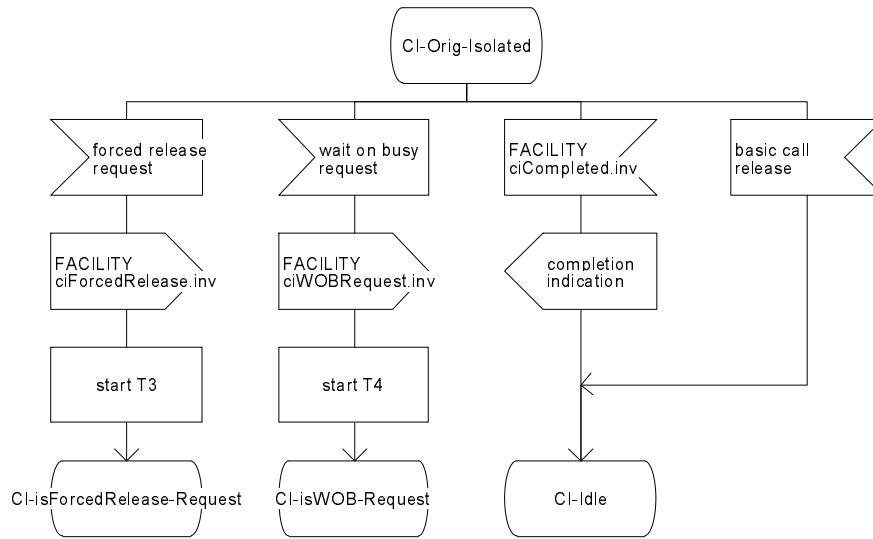 CI-Orig-Isolated
forced release
request
wait on busy
request
FACILITY
ciCompleted.inv
basic call
release
FACILITY
ciForcedRelease.inv
FACILITY
ciWOBRequest.inv
completion
indication
start T3
start T4
CI-isForcedRelease-Request
CI-isWOB-Request
CI-Idle